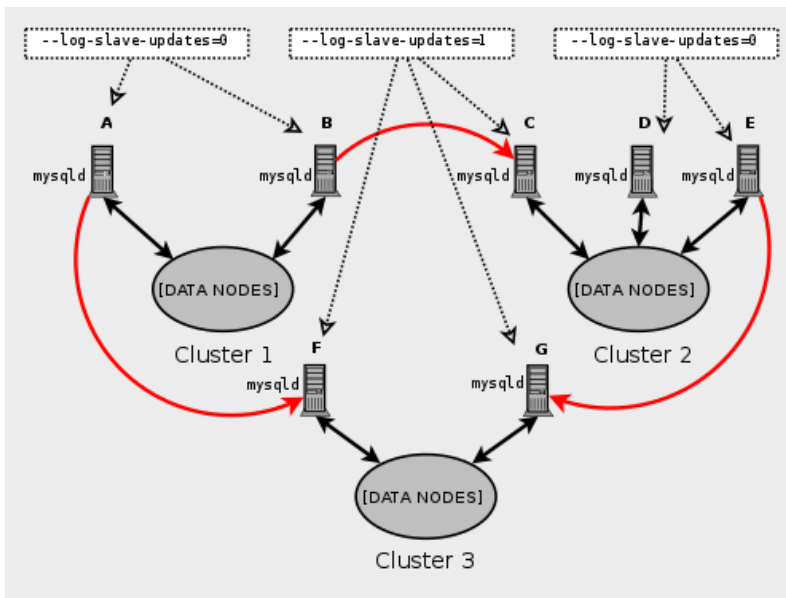 --log-slave-updates=0
--log-slave-updates=1
--log-slave-updates=0
A
B
C
D
E
mysqld
mysqld
mysqld
mysqld
mysqld
[DATA NODES]
[DATA NODES]
Cluster 1
Cluster 2
F
G
mysqld
mysqld
[DATA NODES]
Cluster 3